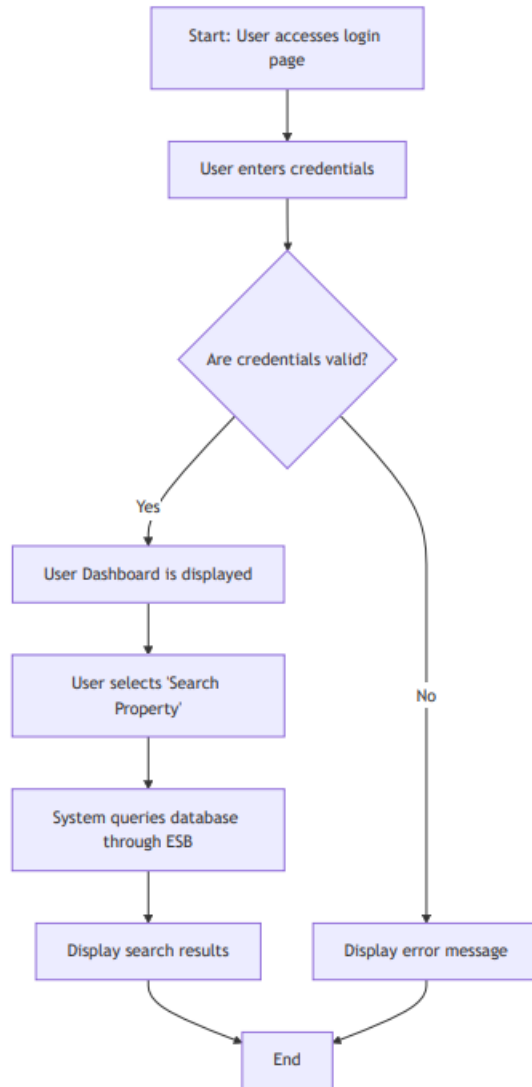 Start: User accesses login
page
User enters credentials
Are credentials valid?
Yes
User Dashboard is displayed
User selects 'Search
Property'
No
System queries database
through ESB
Display search results
Display error message
End